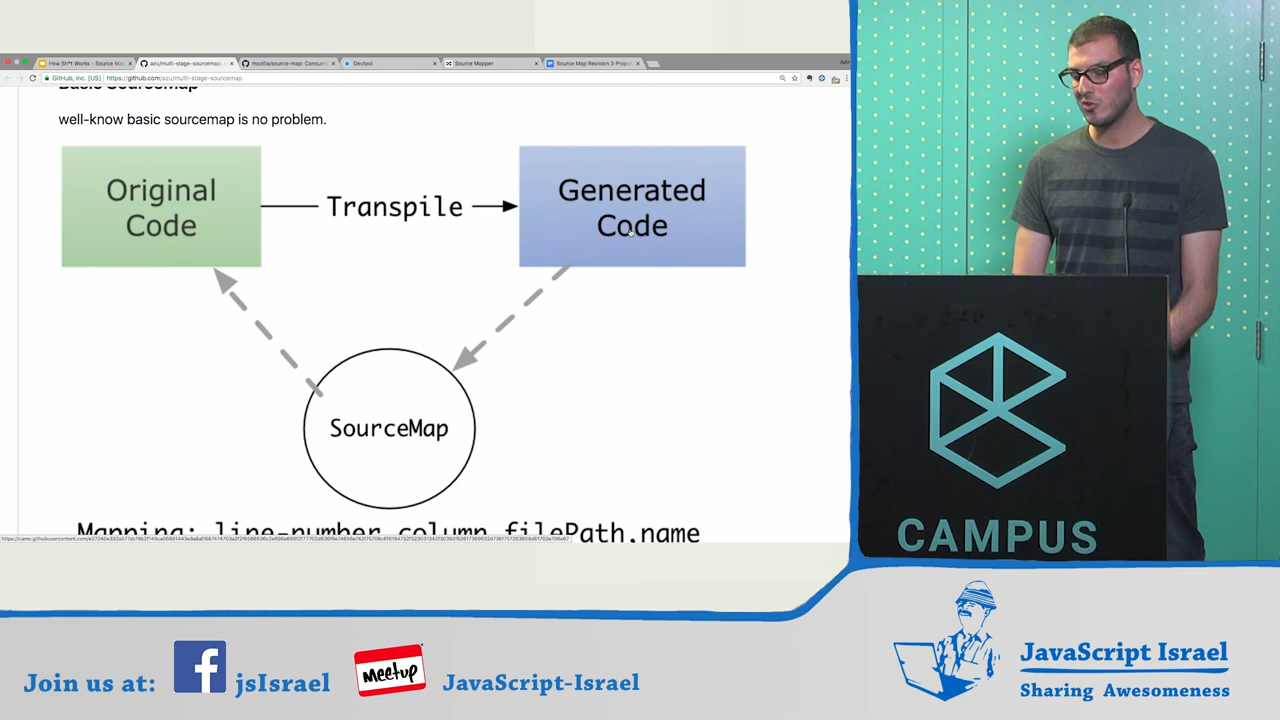 How Sh*t Works - Source Ma
azu/multi-stage-sourcemap
mozilla/source-map: Consum
Devtool
Source Mapper
Source Map Revision 3 Propo
GitHub, Inc. [US] https://github.com/azu/multi-stage-sourcemap
Basic SourceMap
well-know basic sourcemap is no problem.
Original
Code
Transpile
Generated
Code
SourceMap
Mapping: line-number,column,filePath,name
CAMPUS
Join us at:
jsIsrael
meetup
JavaScript-Israel
JavaScript Israel
Sharing Awesomeness